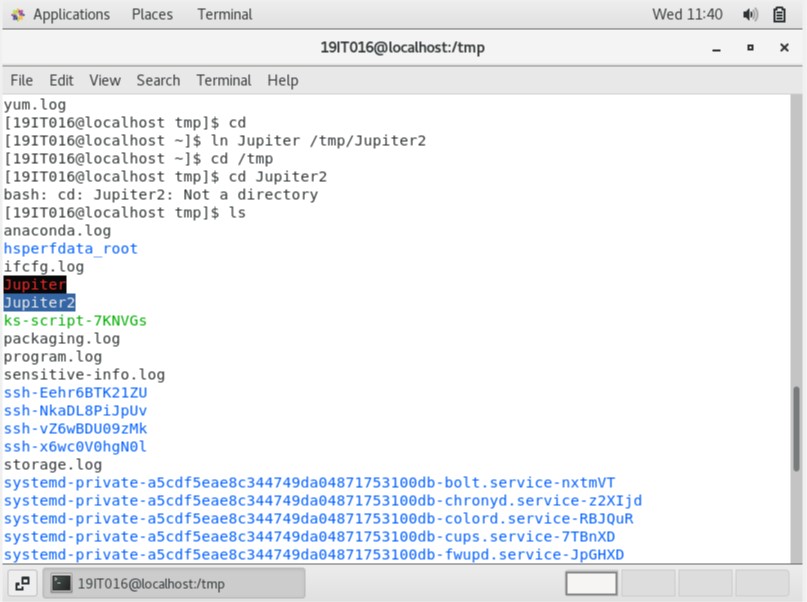 Applications Places Terminal Wed 11:40
19IT016@localhost:/tmp
File Edit View Search Terminal Help
yum.log
[19IT016@localhost tmp]$ cd
[19IT016@localhost ~]$ ln Jupiter /tmp/Jupiter2
[19IT016@localhost ~]$ cd /tmp
[19IT016@localhost tmp]$ cd Jupiter2
bash: cd: Jupiter2: Not a directory
[19IT016@localhost tmp]$ ls
anaconda.log
hsperfdata_root
ifcfg.log
Jupiter
Jupiter2
ks-script-7KNVGs
packaging.log
program.log
sensitive-info.log
ssh-Eehr6BTK21ZU
ssh-NkaDL8PiJpUv
ssh-vZ6wBDU09zMk
ssh-x6wc0V0hgN0l
storage.log
systemd-private-a5cdf5eae8c344749da04871753100db-bolt.service-nxtmVT
systemd-private-a5cdf5eae8c344749da04871753100db-chronyd.service-z2XIjd
systemd-private-a5cdf5eae8c344749da04871753100db-colord.service-RBJQuR
systemd-private-a5cdf5eae8c344749da04871753100db-cups.service-7TBnXD
systemd-private-a5cdf5eae8c344749da04871753100db-fwupd.service-JpGHXD
19IT016@localhost:/tmp